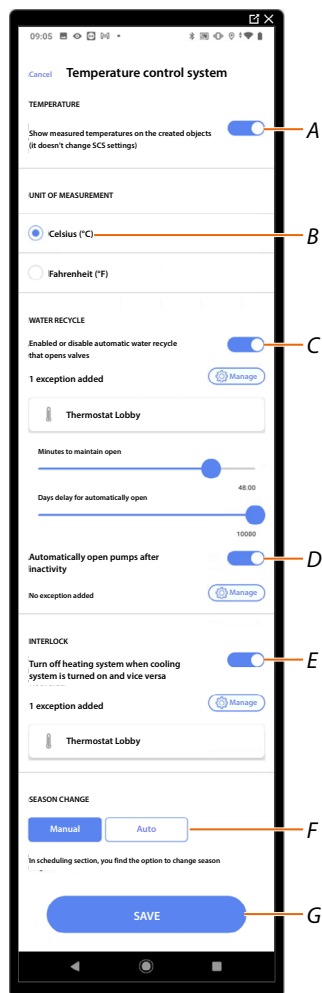 09:05
Cancel Temperature control system
TEMPERATURE
Show measured temperatures on the created objects
(it doesn't change SCS settings)
A
UNIT OF MEASUREMENT
Celsius (°C)
B
Fahrenheit (°F)
WATER RECYCLE
Enabled or disable automatic water recycle
that opens valves
C
1 exception added
Manage
Thermostat Lobby
Minutes to maintain open
48:00
Days delay for automatically open
10080
Automatically open pumps after
inactivity
D
No exception added
Manage
INTERLOCK
Turn off heating system when cooling
system is turned on and vice versa
E
1 exception added
Manage
Thermostat Lobby
SEASON CHANGE
Manual
Auto
F
In scheduling section, you find the option to change season
SAVE
G